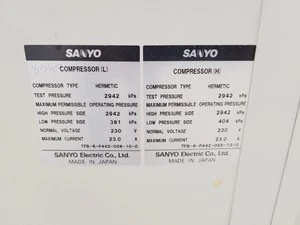 SANYO
COMPRESSOR (L)
COMPRESSOR TYPE HERMETIC
TEST PRESSURE 2942 kPa
MAXIMUM PERMISSIBLE OPERATING PRESSURE
HIGH PRESSURE SIDE 2942 kPa
LOW PRESSURE SIDE 381 kPa
NORMAL VOLTAGE 230 V
MAXIMUM CURRENT 23.0 A
SANYO Electric Co., Ltd.
MADE IN JAPAN
SANYO
COMPRESSOR (H)
COMPRESSOR TYPE HERMETIC
TEST PRESSURE 2942 kPa
MAXIMUM PERMISSIBLE OPERATING PRESSURE
HIGH PRESSURE SIDE 2942 kPa
LOW PRESSURE SIDE 404 kPa
NORMAL VOLTAGE 230 V
MAXIMUM CURRENT 23.0 A
SANYO Electric Co., Ltd.
MADE IN JAPAN